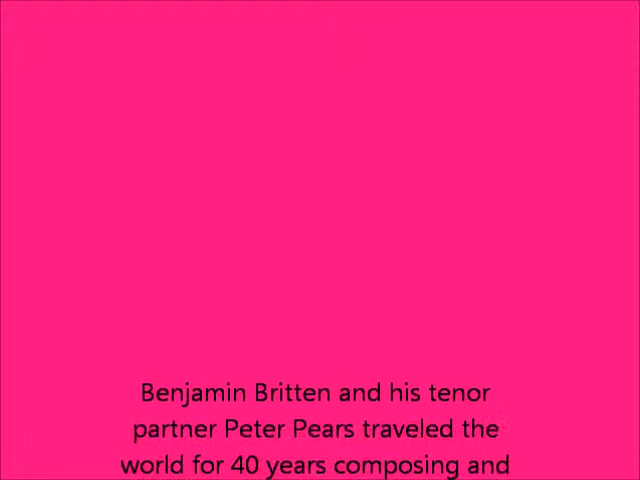 Benjamin Britten and his tenor
partner Peter Pears traveled the
world for 40 years composing and